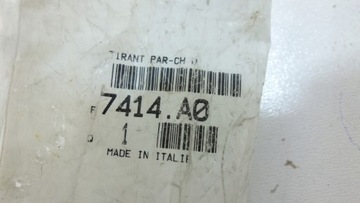 TIRANT PAR-CH
F 7414.A0
Q 1
MADE IN ITALIE